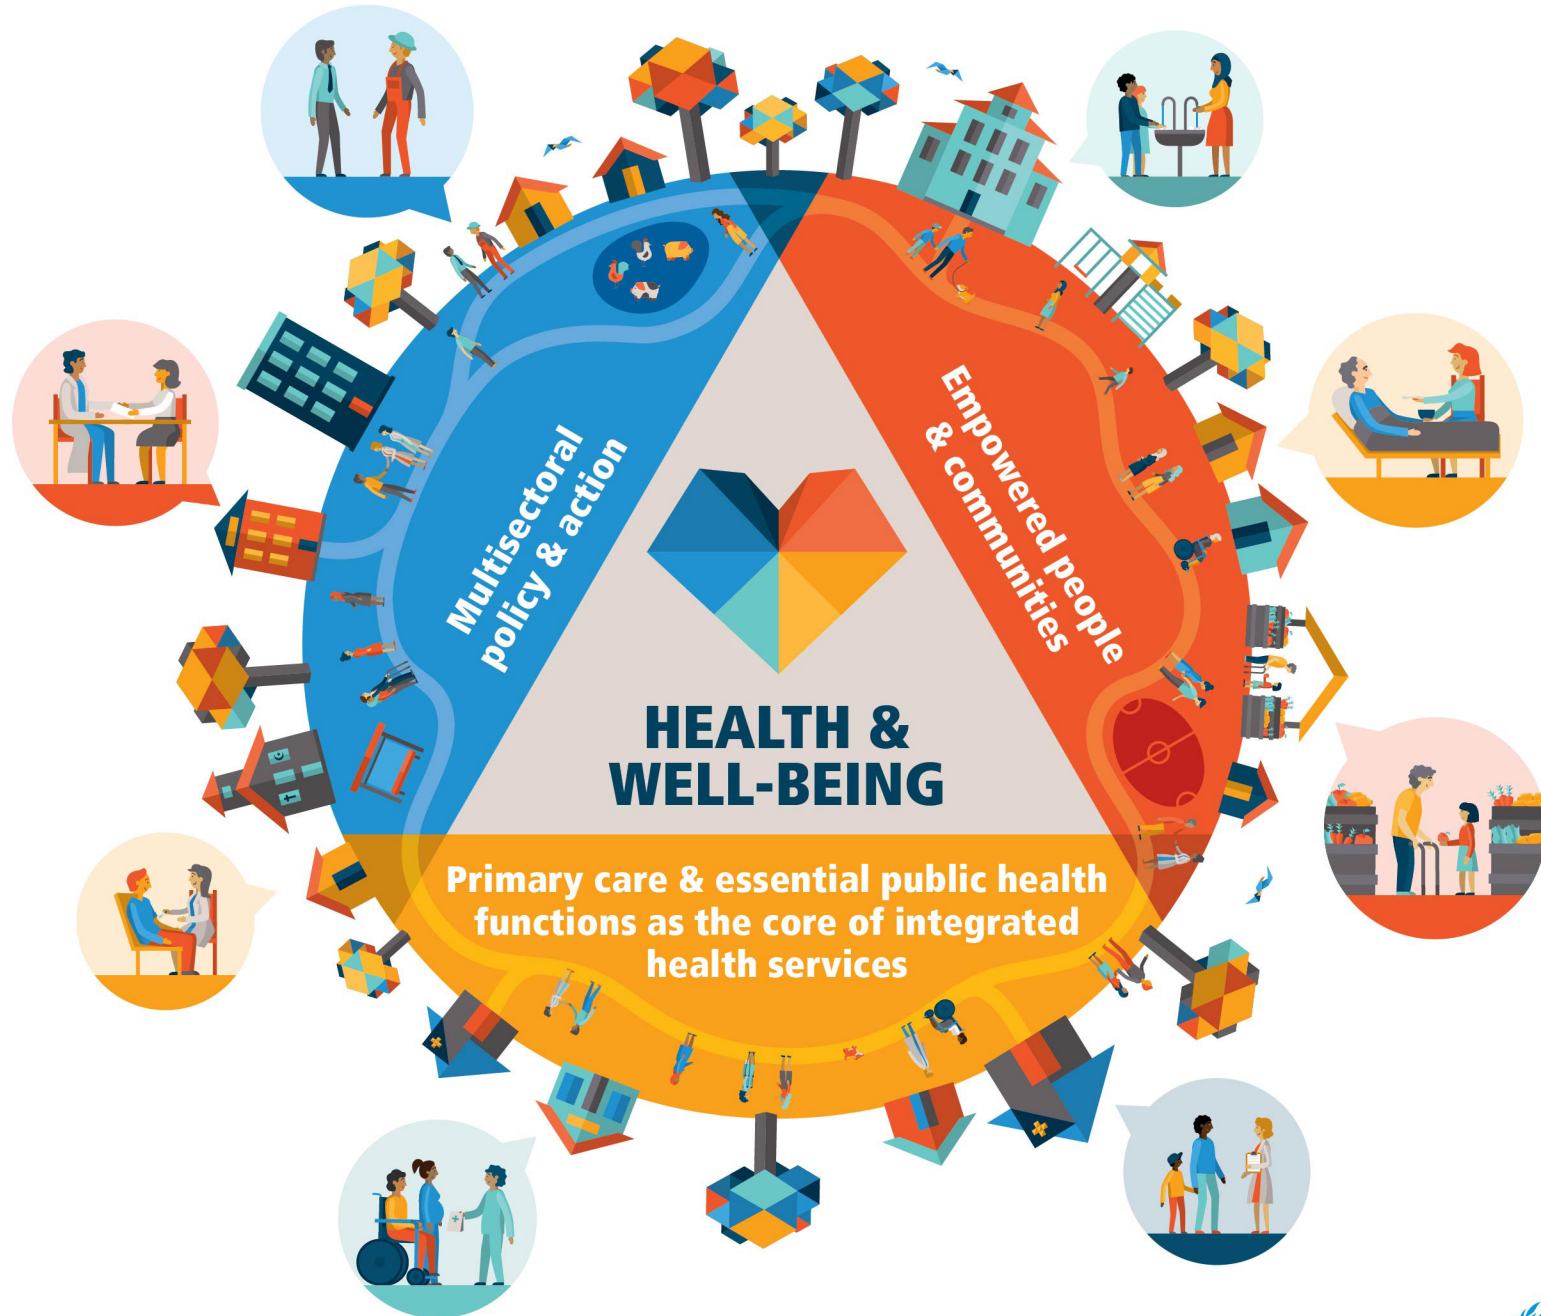 Multisectoral
policy & action
Empowered people
& communities
HEALTH &
WELL-BEING
Primary care & essential public health
functions as the core of integrated
health services